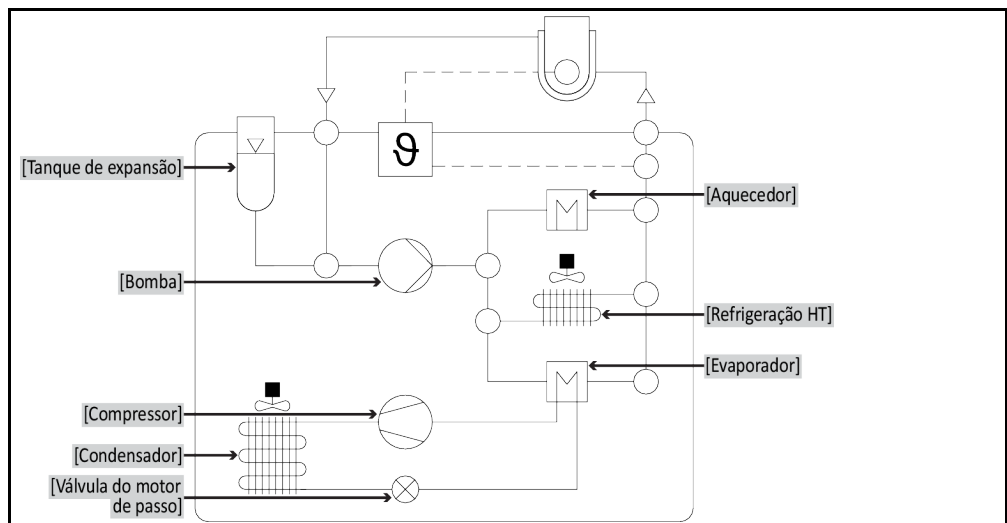 ϑ
[Tanque de expansão]
[Aquecedor]
[Bomba]
[Refrigeração HT]
[Evaporador]
[Compressor]
[Condensador]
[Válvula do motor
de passo]